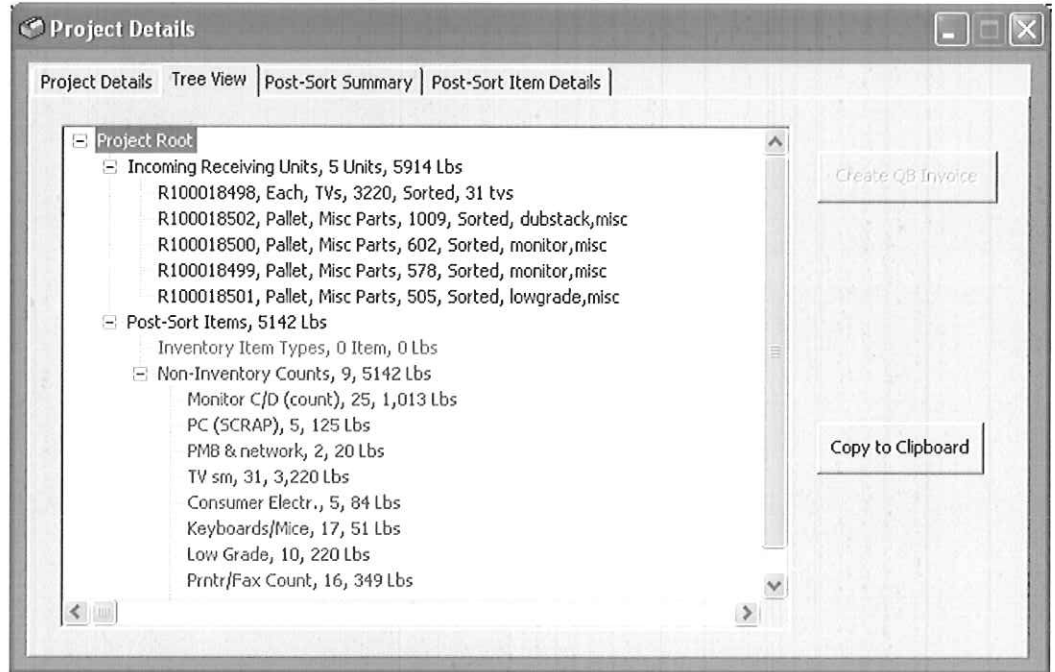 Project Details
Project Details Tree View Post-Sort Summary Post-Sort Item Details
Project Root
Incoming Receiving Units, 5 Units, 5914 Lbs
R100018498, Each, TVs, 3220, Sorted, 31 tvs
R100018502, Pallet, Misc Parts, 1009, Sorted, dubstack,misc
R100018500, Pallet, Misc Parts, 602, Sorted, monitor,misc
R100018499, Pallet, Misc Parts, 578, Sorted, monitor,misc
R100018501, Pallet, Misc Parts, 505, Sorted, lowgrade,misc
Post-Sort Items, 5142 Lbs
Inventory Item Types, 0 Item, 0 Lbs
Non-Inventory Counts, 9, 5142 Lbs
Monitor C/D (count), 25, 1,013 Lbs
PC (SCRAP), 5, 125 Lbs
PMB & network, 2, 20 Lbs
TV sm, 31, 3,220 Lbs
Consumer Electr., 5, 84 Lbs
Keyboards/Mice, 17, 51 Lbs
Low Grade, 10, 220 Lbs
Prntr/Fax Count, 16, 349 Lbs
Create QB Invoice
Copy to Clipboard